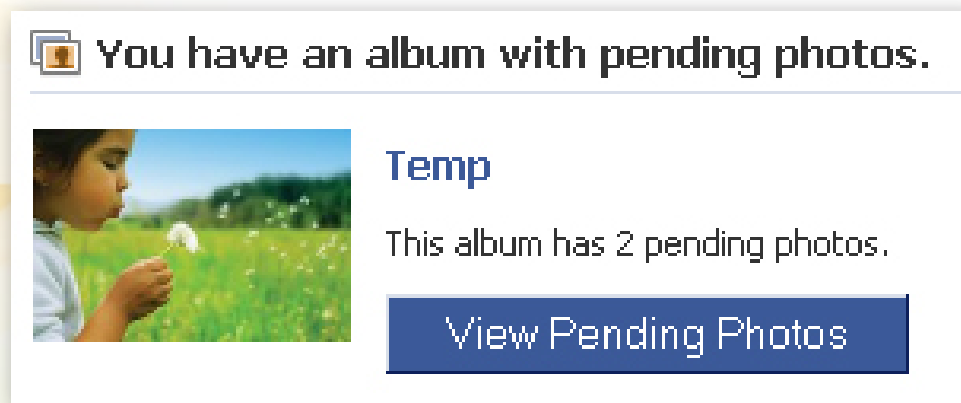 You have an album with pending photos.
Temp
This album has 2 pending photos.
View Pending Photos